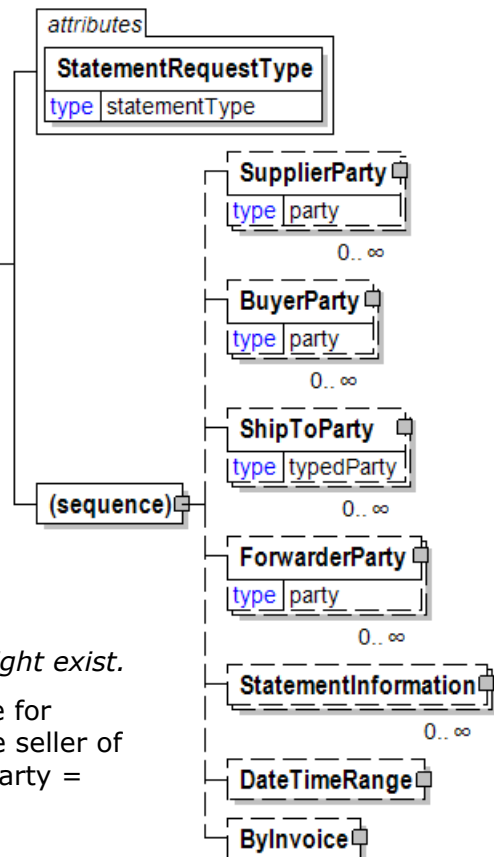 attributes
StatementRequestType
type statementType
SupplierParty
type party
0.. ∞
BuyerParty
type party
0.. ∞
ShipToParty
type typedParty
0.. ∞
(sequence)
ForwarderParty
type party
0.. ∞
ight exist.
StatementInformation
0.. ∞
e for
e seller of
arty =
DateTimeRange
ByInvoice